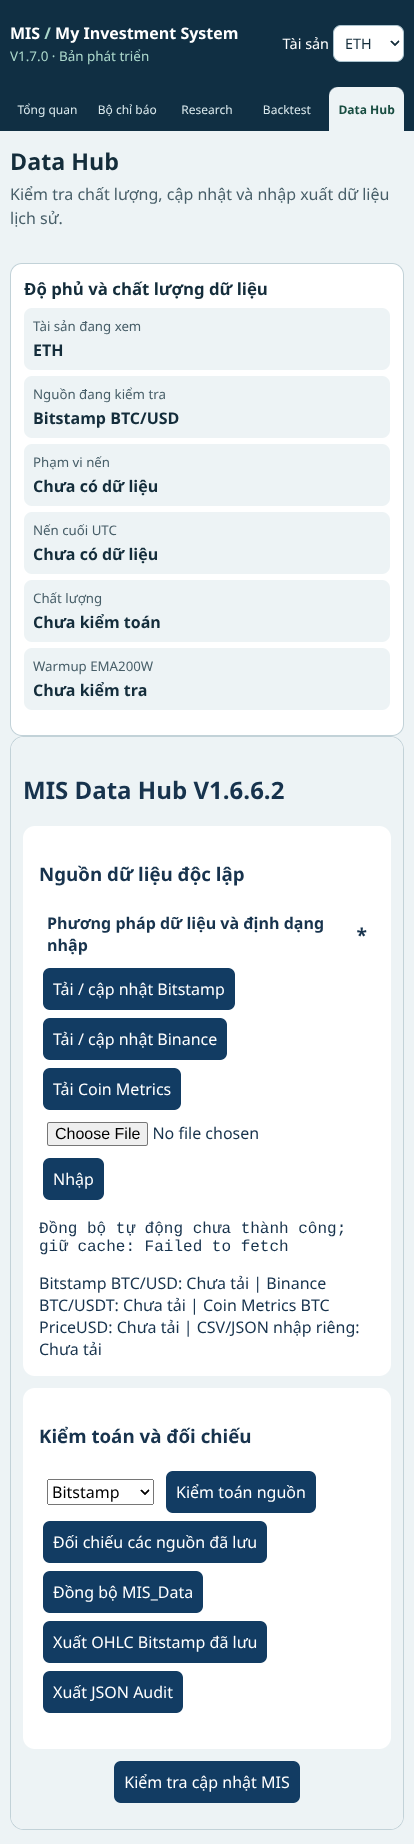 MIS / My Investment System
V1.7.0 · Bản phát triển
Tài sản
ETH
Tổng quan
Bộ chỉ báo
Research
Backtest
Data Hub
Data Hub
Kiểm tra chất lượng, cập nhật và nhập xuất dữ liệu
lịch sử.
Độ phủ và chất lượng dữ liệu
Tài sản đang xem
ETH
Nguồn đang kiểm tra
Bitstamp BTC/USD
Phạm vi nến
Chưa có dữ liệu
Nến cuối UTC
Chưa có dữ liệu
Chất lượng
Chưa kiểm toán
Warmup EMA200W
Chưa kiểm tra
MIS Data Hub V1.6.6.2
Nguồn dữ liệu độc lập
Phương pháp dữ liệu và định dạng
nhập
*
Tải / cập nhật Bitstamp
Tải / cập nhật Binance
Tải Coin Metrics
Choose File No file chosen
Nhập
Đồng bộ tự động chưa thành công;
giữ cache: Failed to fetch
Bitstamp BTC/USD: Chưa tải | Binance
BTC/USDT: Chưa tải | Coin Metrics BTC
PriceUSD: Chưa tải | CSV/JSON nhập riêng:
Chưa tải
Kiểm toán và đối chiếu
Bitstamp
Kiểm toán nguồn
Đối chiếu các nguồn đã lưu
Đồng bộ MIS_Data
Xuất OHLC Bitstamp đã lưu
Xuất JSON Audit
Kiểm tra cập nhật MIS